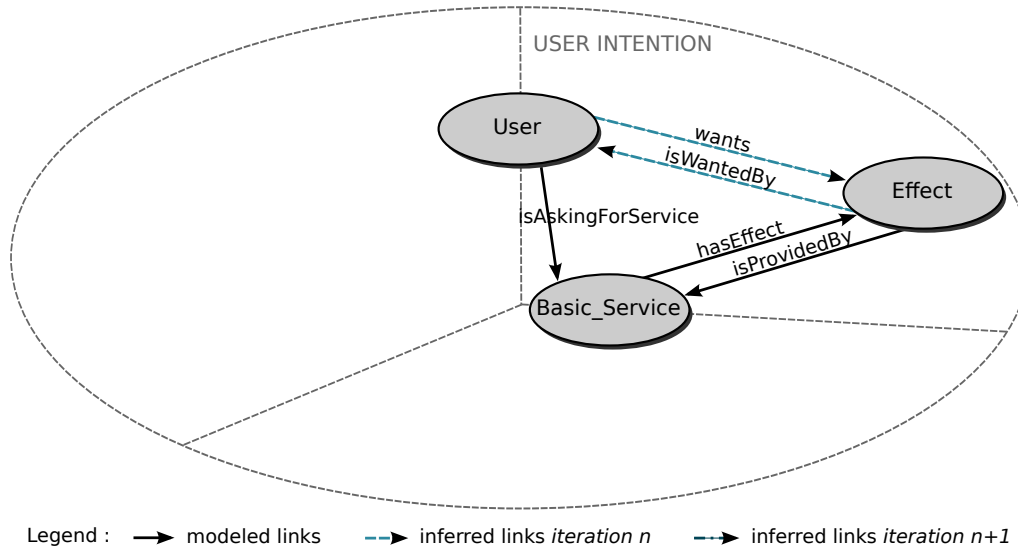 USER INTENTION
User
wants
isWantedBy
Effect
isAskingForService
hasEffect
isProvidedBy
Basic_Service
Legend : modeled links inferred links iteration n inferred links iteration n+1